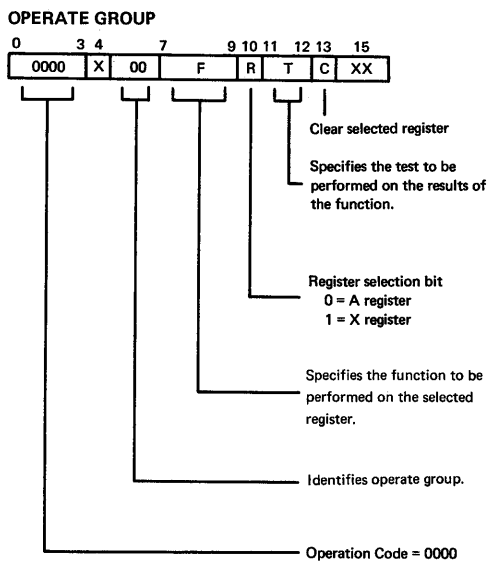 OPERATE GROUP
0 3 4 7 9 10 11 12 13 15
0000 X 00 F R T C XX
Clear selected register
Specifies the test to be
performed on the results of
the function.
Register selection bit
0 = A register
1 = X register
Specifies the function to be
performed on the selected
register.
Identifies operate group.
Operation Code = 0000